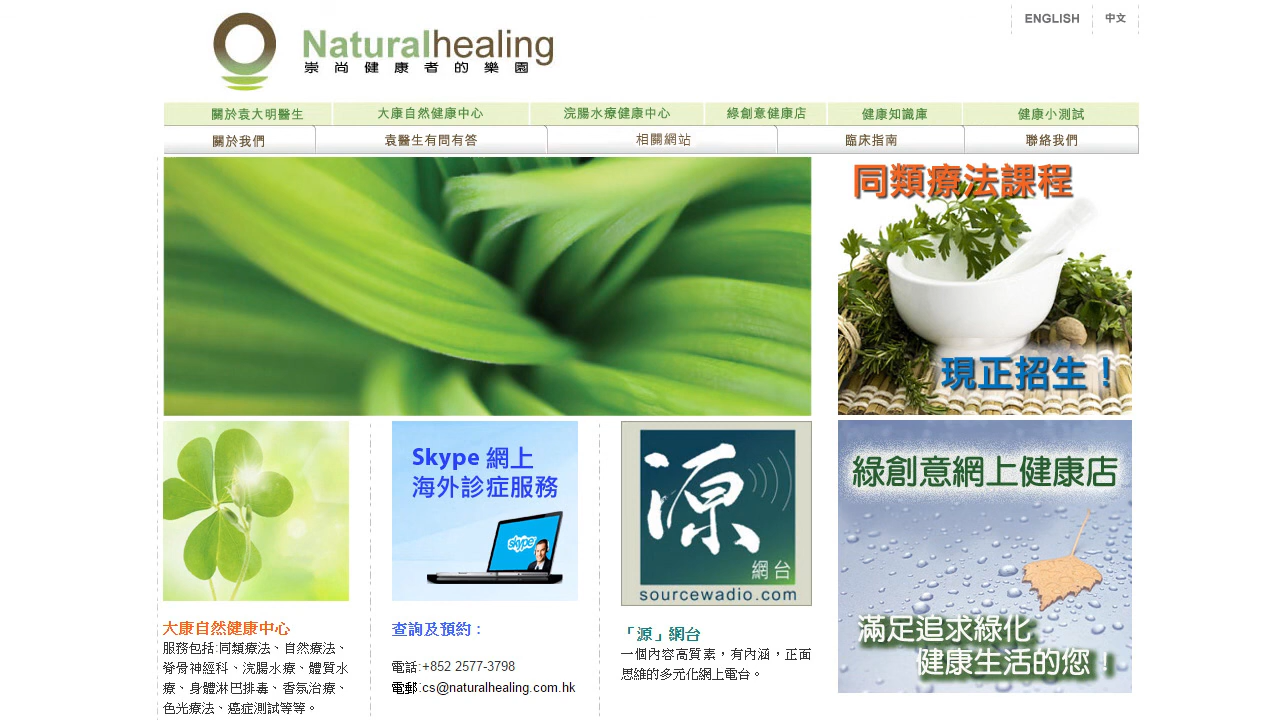 ENGLISH
中文
Naturalhealing
崇尚健康者的樂園
關於袁大明醫生
大康自然健康中心
浣腸水療健康中心
綠創意健康店
健康知識庫
健康小測試
關於我們
袁醫生有問有答
相關網站
臨床指南
聯絡我們
同類療法課程
現正招生！
Skype 網上
海外診症服務
skype
源
網台
sourcewadio.com
綠創意網上健康店
滿足追求綠化
健康生活的您！
大康自然健康中心
服務包括:同類療法、自然療法、
脊骨神經科、浣腸水療、體質水
療、身體淋巴排毒、香氛治療、
色光療法、癌症測試等等。
查詢及預約：
電話:+852 2577-3798
電郵:cs@naturalhealing.com.hk
「源」網台
一個內容高質素，有內涵，正面
思維的多元化網上電台。